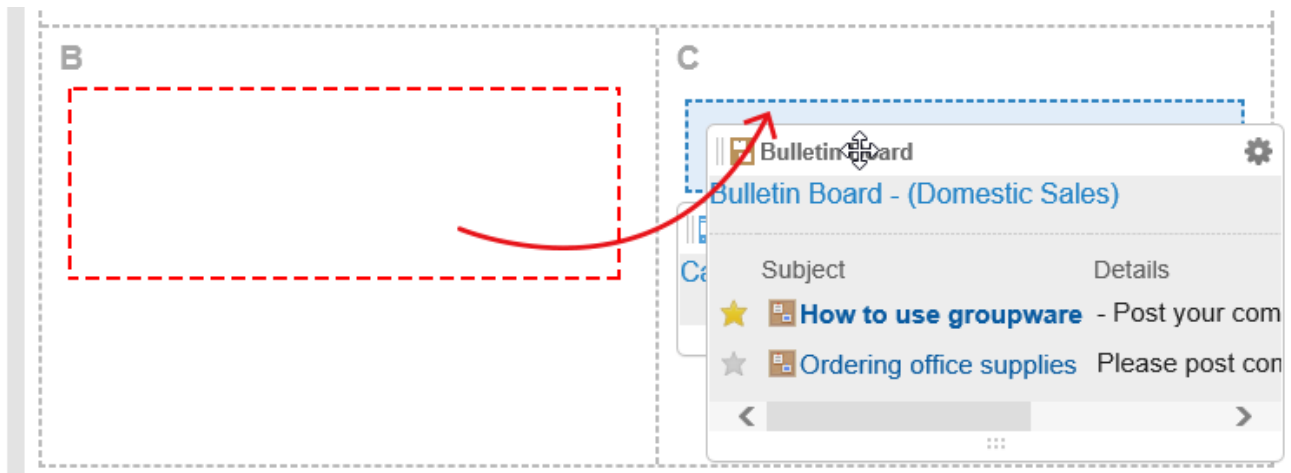 B
C
Bulletin Board
Bulletin Board - (Domestic Sales)
Ca
Subject Details
How to use groupware - Post your com
Ordering office supplies Please post con